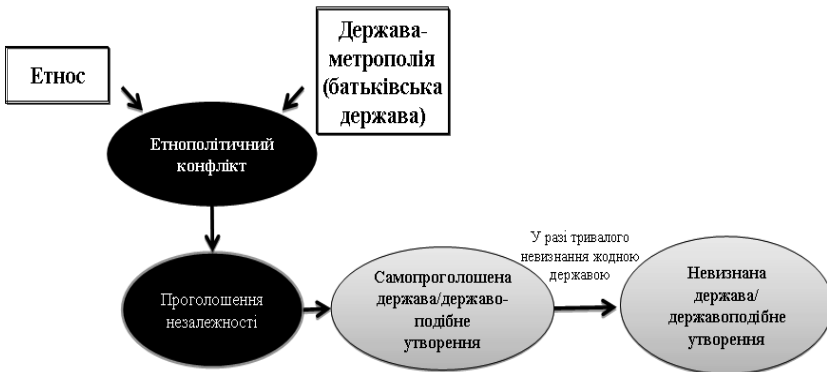 Етнос
Держава-
метрополія
(батьківська
держава)
Етнополітичний
конфлікт
Проголошення
незалежності
Самопроголошена
держава/державо-
подібне
утворення
У разі тривалого
невизнання жодною
державою
Невизнана
держава/
державоподібне
утворення